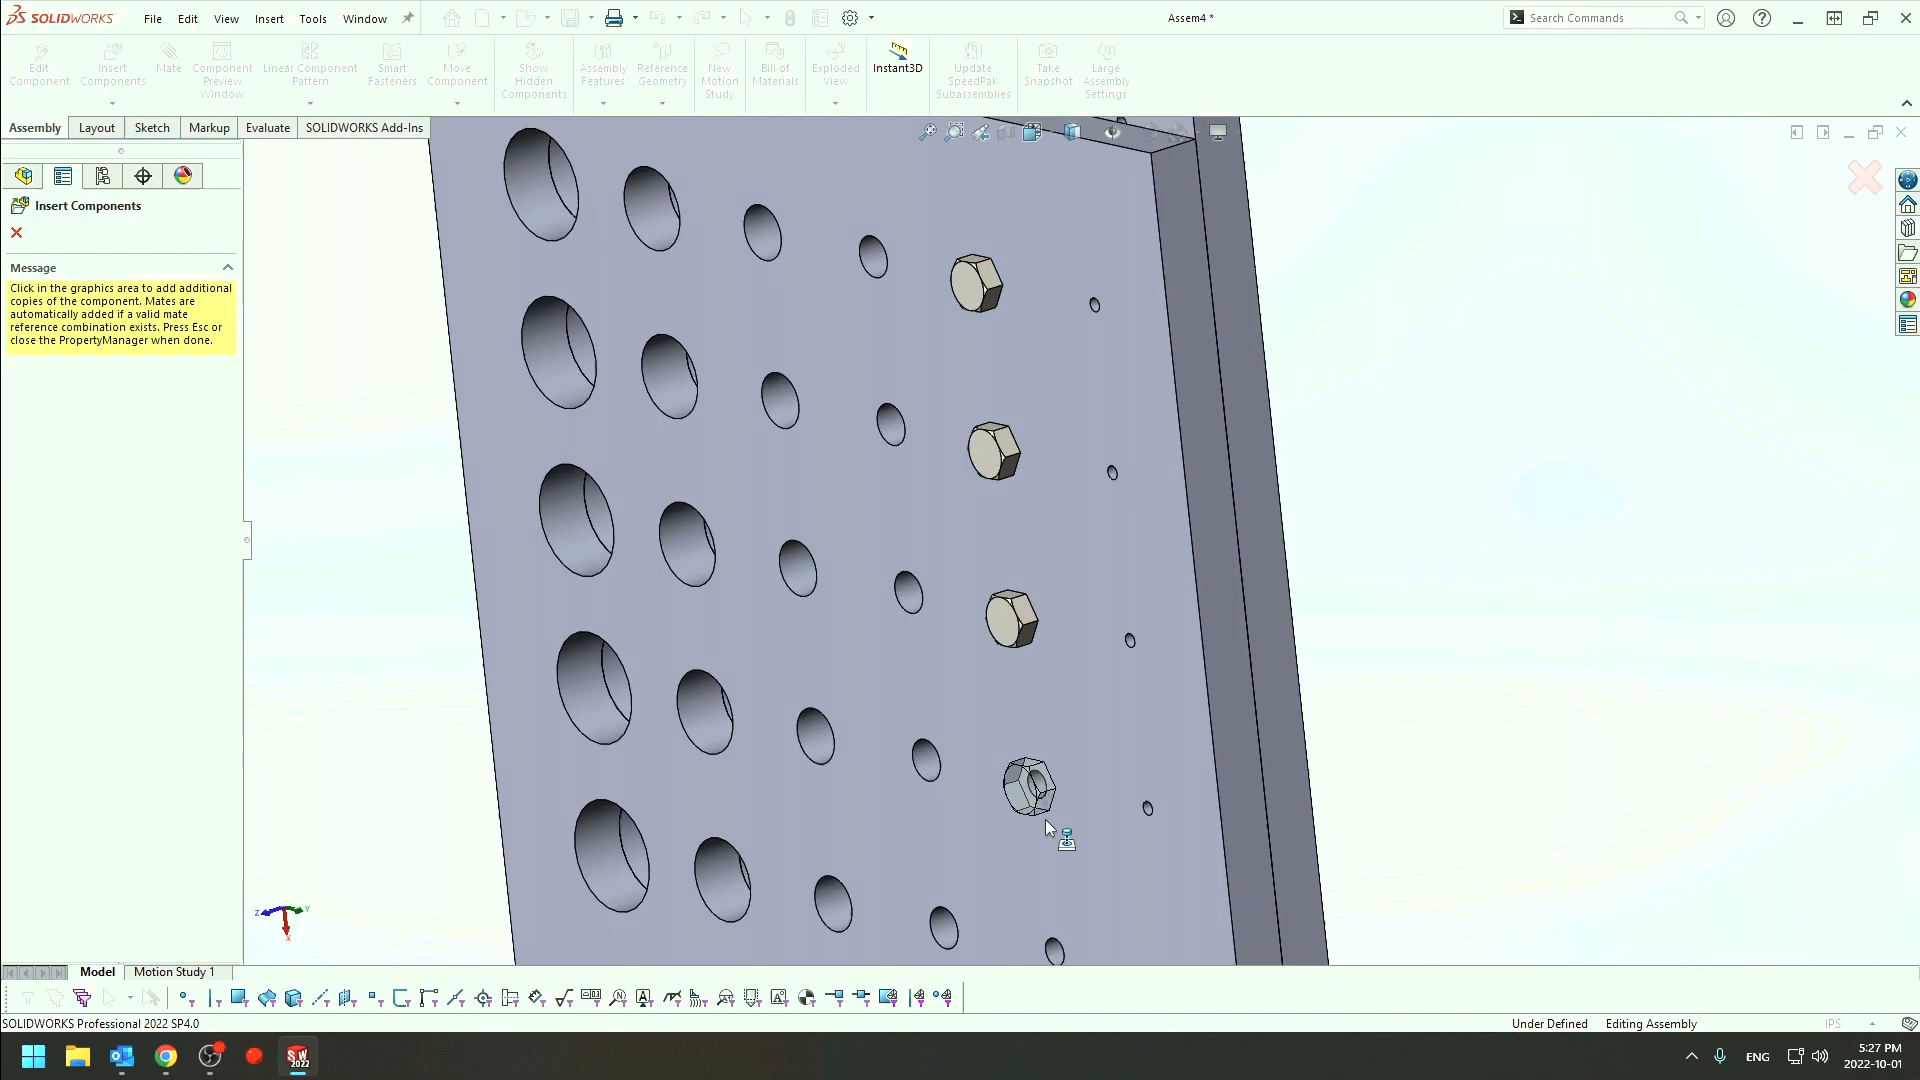 SOLIDWORKS File Edit View Insert Tools Window Assem4 * Search Commands
Edit Component
Insert Components
Mate
Component Preview Window
Linear Component Pattern
Smart Fasteners
Move Component
Show Hidden Components
Assembly Features
Reference Geometry
New Motion Study
Bill of Materials
Exploded View
Instant3D
Update SpeedPak Subassemblies
Take Snapshot
Large Assembly Settings
Assembly Layout Sketch Markup Evaluate SOLIDWORKS Add-Ins
Insert Components
Message
Click in the graphics area to add additional
copies of the component. Mates are
automatically added if a valid mate
reference combination exists. Press Esc or
close the PropertyManager when done.
Z Y
X
Model Motion Study 1
SOLIDWORKS Professional 2022 SP4.0 Under Defined Editing Assembly IPS
SW
2022
ENG
5:27 PM
2022-10-01